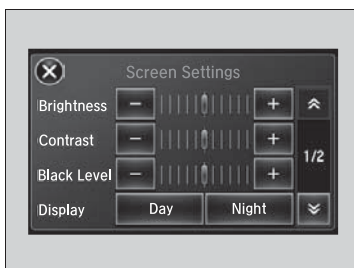 Screen Settings
Brightness − +
Contrast − +
1/2
Black Level − +
Display Day Night